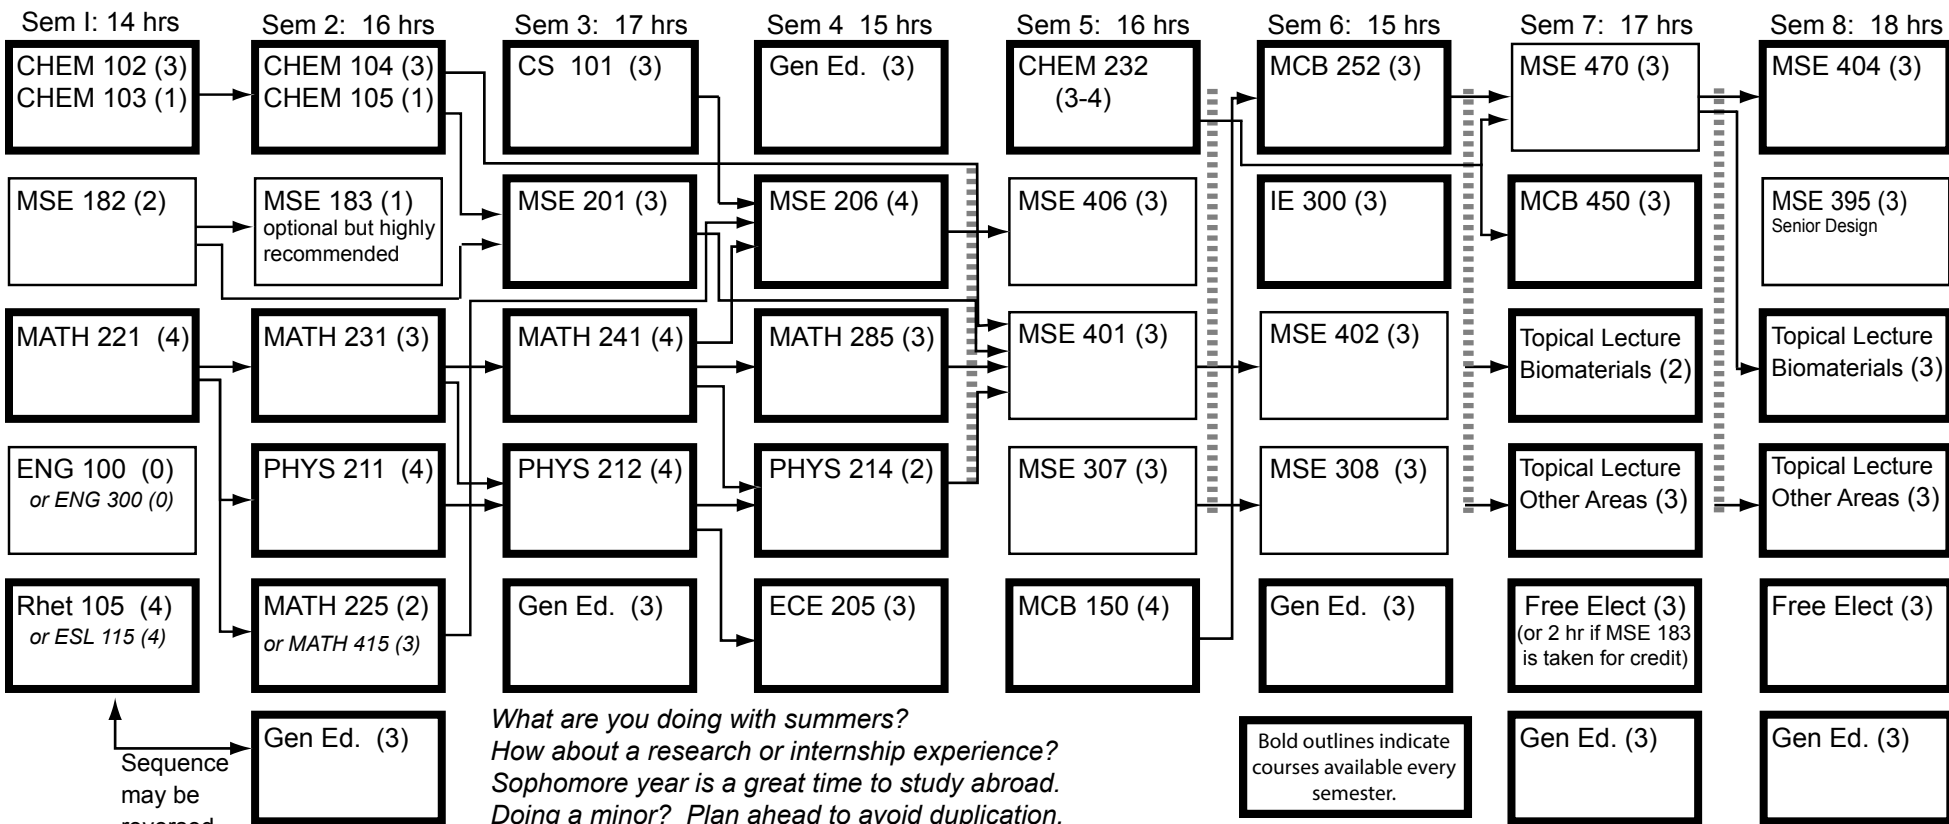 Sem I: 14 hrs
CHEM 102 (3)
CHEM 103 (1)
MSE 182 (2)
MATH 221 (4)
ENG 100 (0)
or ENG 300 (0)
Rhet 105 (4)
or ESL 115 (4)
Sequence
may be
reversed
Sem 2: 16 hrs
CHEM 104 (3)
CHEM 105 (1)
MSE 183 (1)
optional but highly
recommended
MATH 231 (3)
PHYS 211 (4)
MATH 225 (2)
or MATH 415 (3)
Gen Ed. (3)
Sem 3: 17 hrs
CS 101 (3)
MSE 201 (3)
MATH 241 (4)
PHYS 212 (4)
Gen Ed. (3)
Sem 4 15 hrs
Gen Ed. (3)
MSE 206 (4)
MATH 285 (3)
PHYS 214 (2)
ECE 205 (3)
What are you doing with summers?
How about a research or internship experience?
Sophomore year is a great time to study abroad.
Doing a minor? Plan ahead to avoid duplication.
Sem 5: 16 hrs
CHEM 232
(3-4)
MSE 406 (3)
MSE 401 (3)
MSE 307 (3)
MCB 150 (4)
Sem 6: 15 hrs
MCB 252 (3)
IE 300 (3)
MSE 402 (3)
MSE 308 (3)
Gen Ed. (3)
Bold outlines indicate
courses available every
semester.
Sem 7: 17 hrs
MSE 470 (3)
MCB 450 (3)
Topical Lecture
Biomaterials (2)
Topical Lecture
Other Areas (3)
Free Elect (3)
(or 2 hr if MSE 183
is taken for credit)
Gen Ed. (3)
Sem 8: 18 hrs
MSE 404 (3)
MSE 395 (3)
Senior Design
Topical Lecture
Biomaterials (3)
Topical Lecture
Other Areas (3)
Free Elect (3)
Gen Ed. (3)